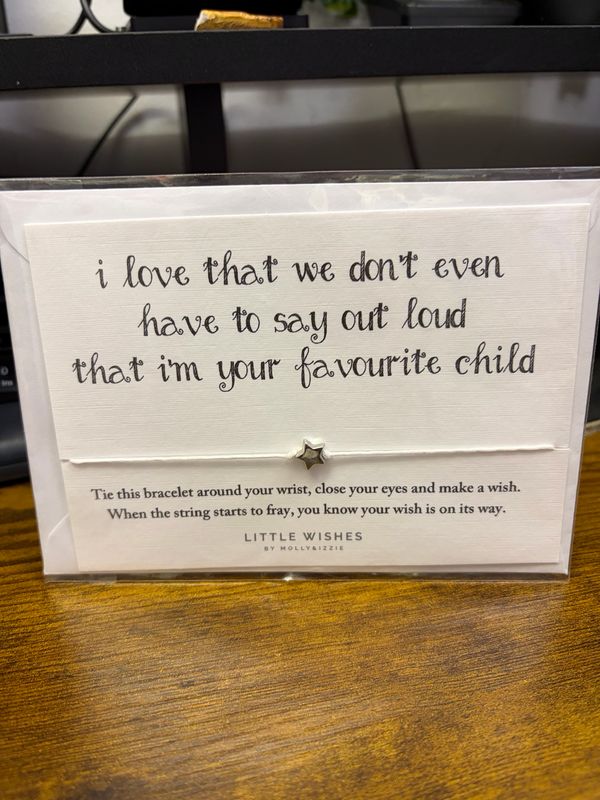 i love that we don't even
have to say out loud
that i'm your favourite child
Tie this bracelet around your wrist, close your eyes and make a wish.
When the string starts to fray, you know your wish is on its way.
LITTLE WISHES
BY MOLLY&IZZIE